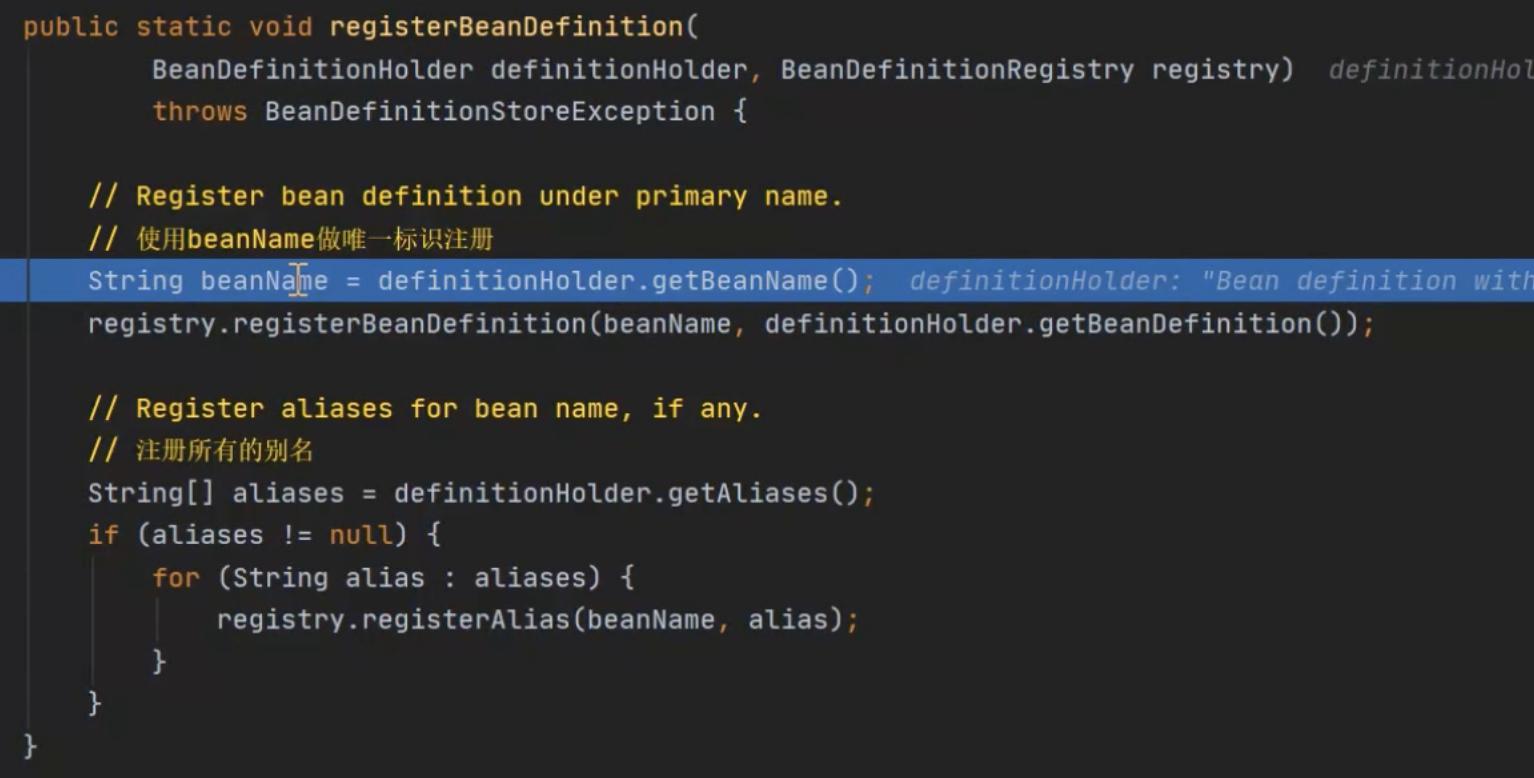 public static void registerBeanDefinition(
BeanDefinitionHolder definitionHolder, BeanDefinitionRegistry registry) definitionHol
throws BeanDefinitionStoreException {
// Register bean definition under primary name.
// 使用beanName做唯一标识注册
String beanName = definitionHolder.getBeanName(); definitionHolder: "Bean definition with
registry.registerBeanDefinition(beanName, definitionHolder.getBeanDefinition());
// Register aliases for bean name, if any.
// 注册所有的别名
String[] aliases = definitionHolder.getAliases();
if (aliases != null) {
for (String alias : aliases) {
registry.registerAlias(beanName, alias);
}
}
}